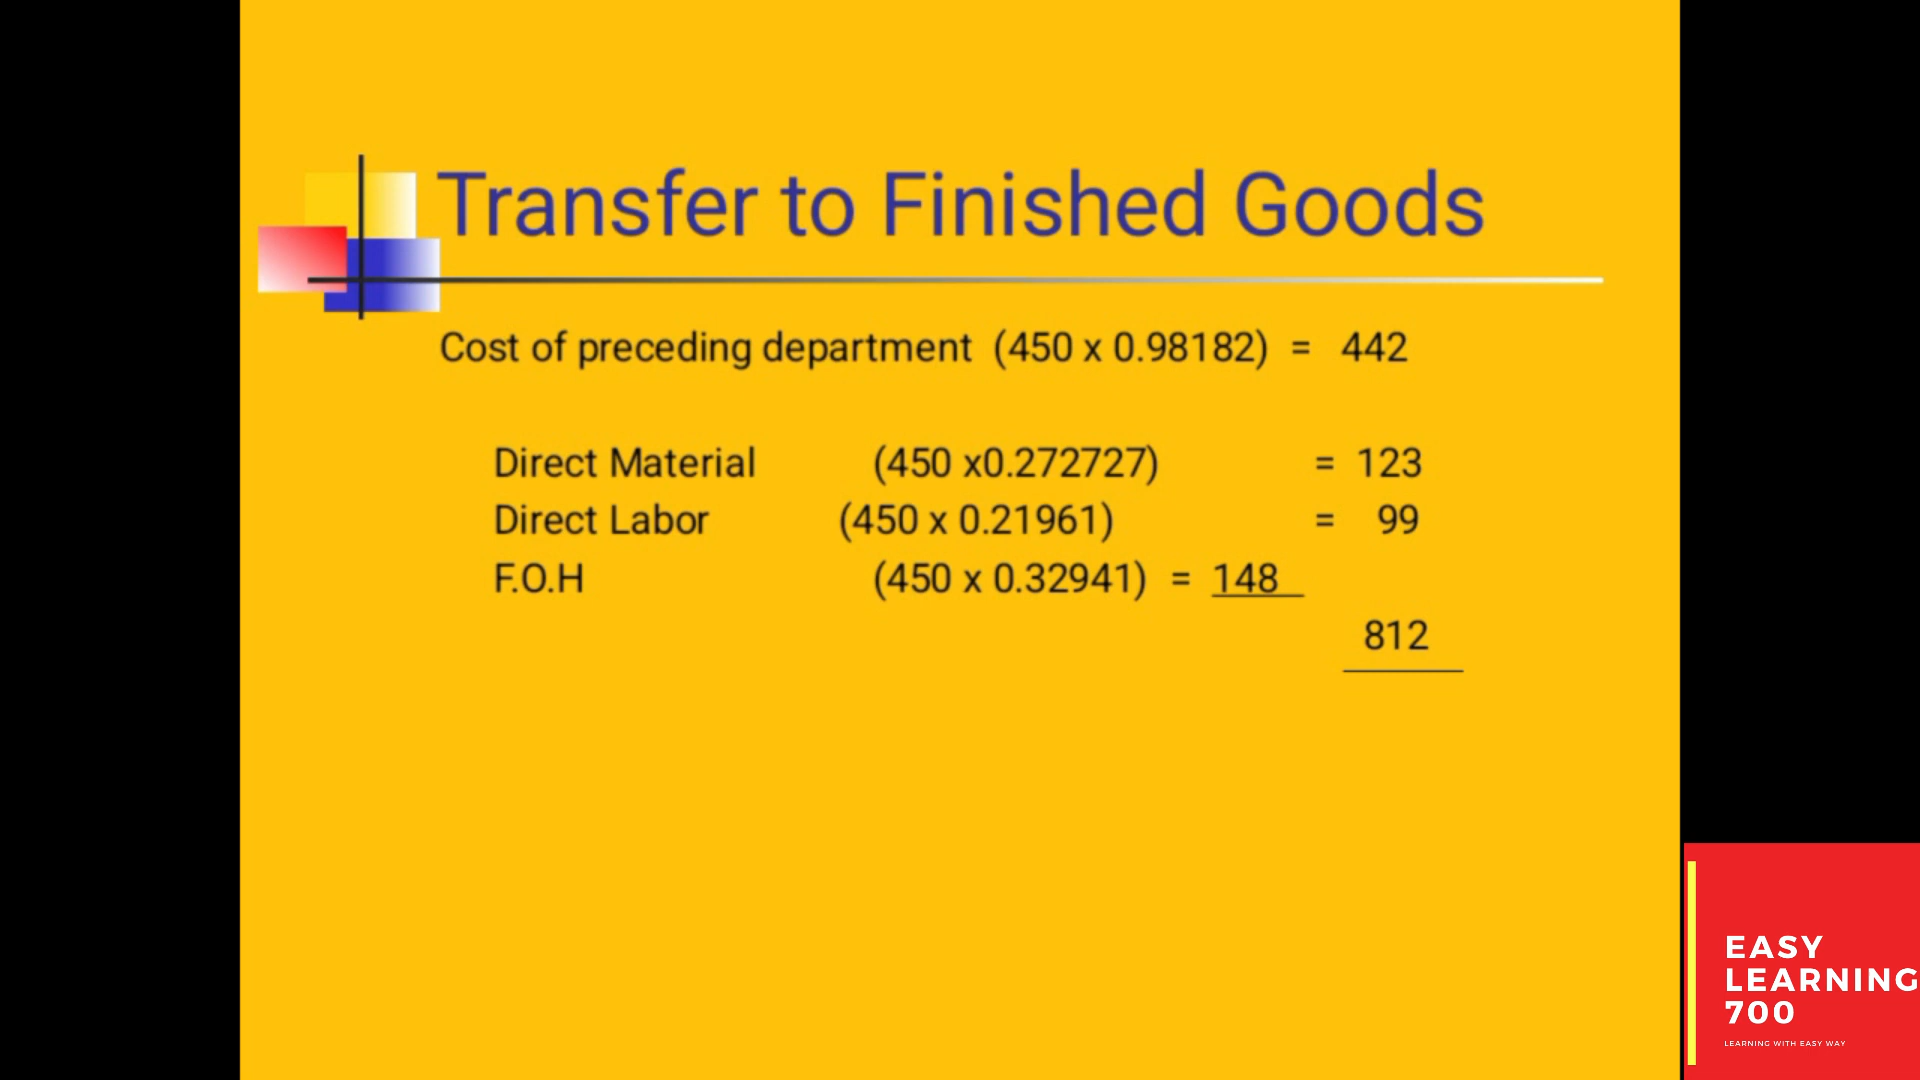 Transfer to Finished Goods
Cost of preceding department (450 x 0.98182) = 442
Direct Material (450 x0.272727) = 123
Direct Labor (450 x 0.21961) = 99
F.O.H (450 x 0.32941) = 148
812
EASY
LEARNING
700
LEARNING WITH EASY WAY